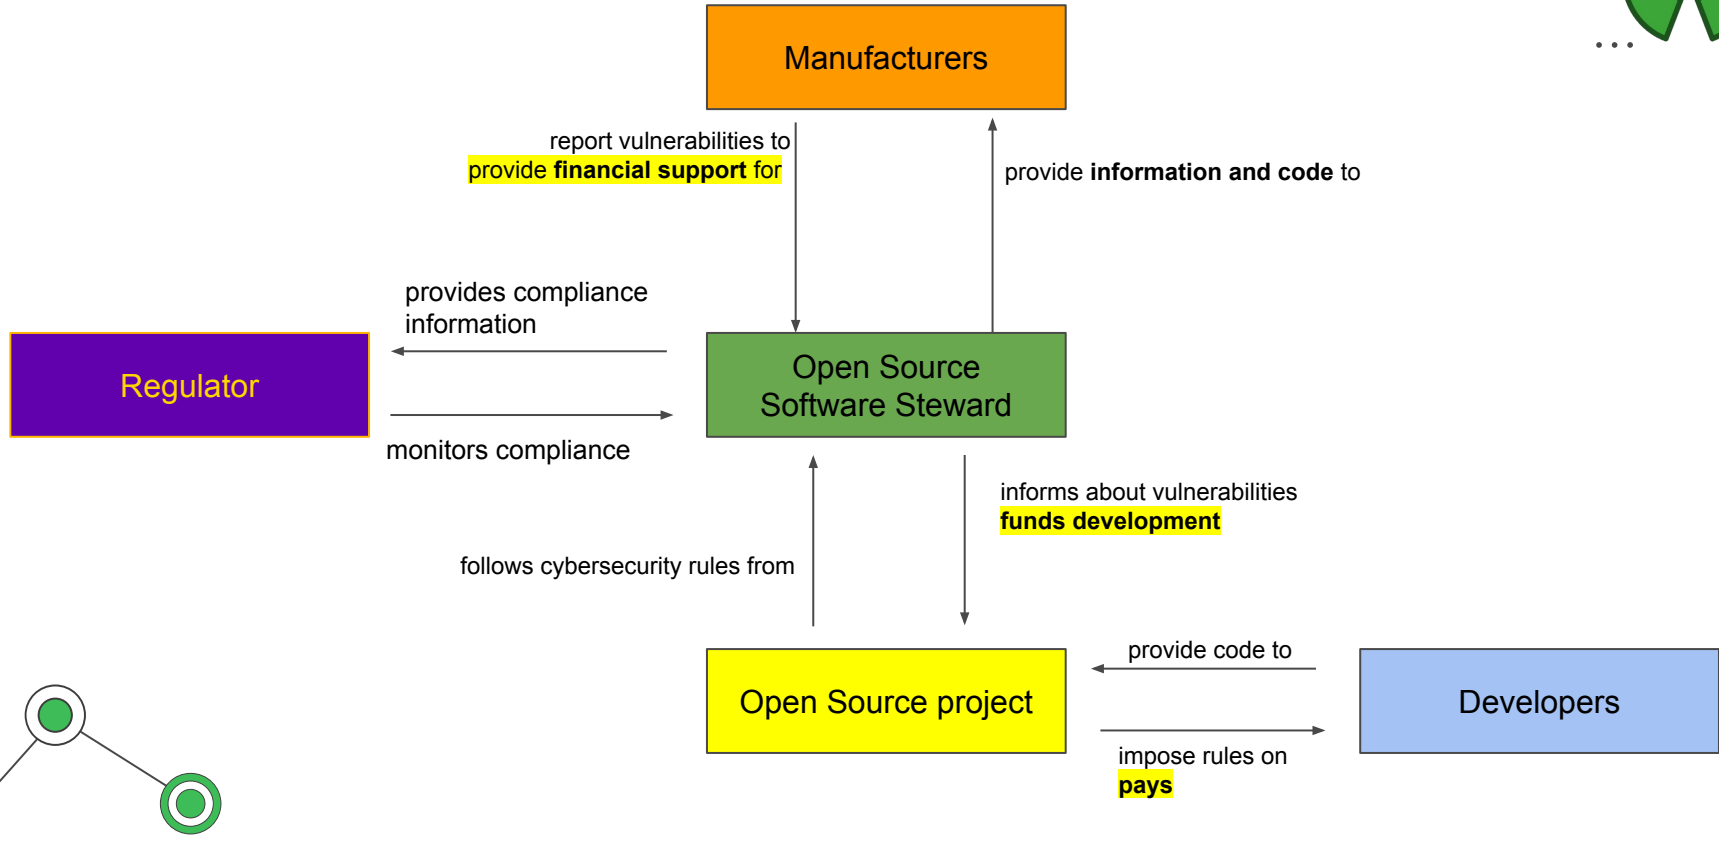 Manufacturers
...
report vulnerabilities to
provide financial support for
provide information and code to
provides compliance
information
Regulator
Open Source
Software Steward
monitors compliance
informs about vulnerabilities
funds development
follows cybersecurity rules from
provide code to
Open Source project
Developers
impose rules on
pays